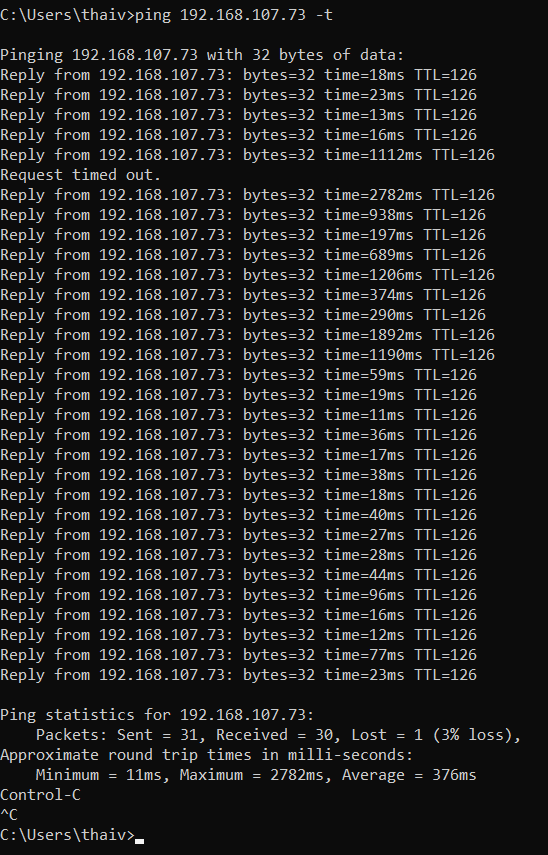 C:\Users\thaiv>ping 192.168.107.73 -t
Pinging 192.168.107.73 with 32 bytes of data:
Reply from 192.168.107.73: bytes=32 time=18ms TTL=126
Reply from 192.168.107.73: bytes=32 time=23ms TTL=126
Reply from 192.168.107.73: bytes=32 time=13ms TTL=126
Reply from 192.168.107.73: bytes=32 time=16ms TTL=126
Reply from 192.168.107.73: bytes=32 time=1112ms TTL=126
Request timed out.
Reply from 192.168.107.73: bytes=32 time=2782ms TTL=126
Reply from 192.168.107.73: bytes=32 time=938ms TTL=126
Reply from 192.168.107.73: bytes=32 time=197ms TTL=126
Reply from 192.168.107.73: bytes=32 time=689ms TTL=126
Reply from 192.168.107.73: bytes=32 time=1206ms TTL=126
Reply from 192.168.107.73: bytes=32 time=374ms TTL=126
Reply from 192.168.107.73: bytes=32 time=290ms TTL=126
Reply from 192.168.107.73: bytes=32 time=1892ms TTL=126
Reply from 192.168.107.73: bytes=32 time=1190ms TTL=126
Reply from 192.168.107.73: bytes=32 time=59ms TTL=126
Reply from 192.168.107.73: bytes=32 time=19ms TTL=126
Reply from 192.168.107.73: bytes=32 time=11ms TTL=126
Reply from 192.168.107.73: bytes=32 time=36ms TTL=126
Reply from 192.168.107.73: bytes=32 time=17ms TTL=126
Reply from 192.168.107.73: bytes=32 time=38ms TTL=126
Reply from 192.168.107.73: bytes=32 time=18ms TTL=126
Reply from 192.168.107.73: bytes=32 time=40ms TTL=126
Reply from 192.168.107.73: bytes=32 time=27ms TTL=126
Reply from 192.168.107.73: bytes=32 time=28ms TTL=126
Reply from 192.168.107.73: bytes=32 time=44ms TTL=126
Reply from 192.168.107.73: bytes=32 time=96ms TTL=126
Reply from 192.168.107.73: bytes=32 time=16ms TTL=126
Reply from 192.168.107.73: bytes=32 time=12ms TTL=126
Reply from 192.168.107.73: bytes=32 time=77ms TTL=126
Reply from 192.168.107.73: bytes=32 time=23ms TTL=126
Ping statistics for 192.168.107.73:
Packets: Sent = 31, Received = 30, Lost = 1 (3% loss),
Approximate round trip times in milli-seconds:
Minimum = 11ms, Maximum = 2782ms, Average = 376ms
Control-C
^C
C:\Users\thaiv>